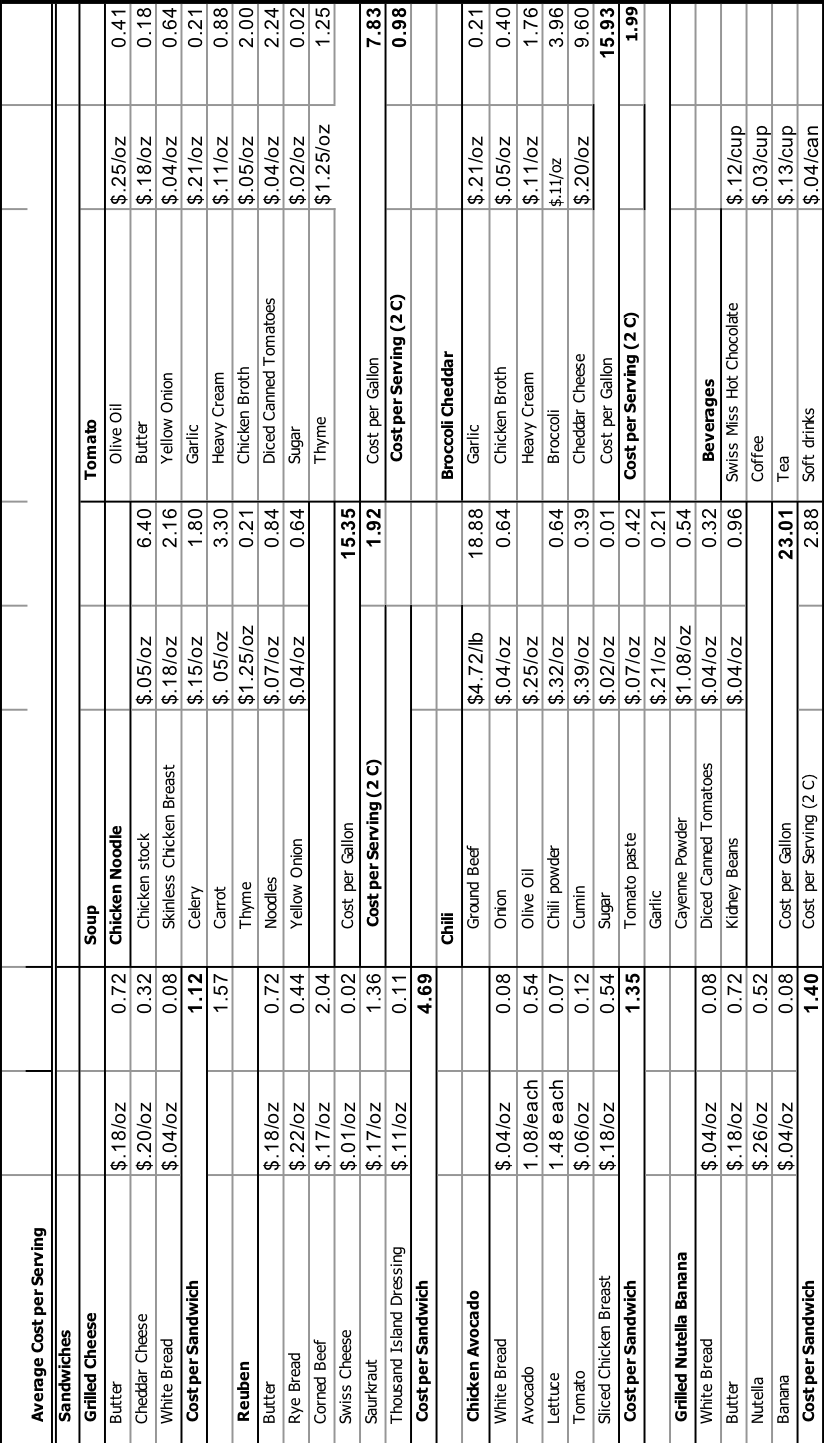 Average Cost per Serving
Sandwiches
Grilled Cheese Soup Tomato
Butter $.18/oz 0.72 Chicken Noodle Olive Oil $.25/oz 0.41
Cheddar Cheese $.20/oz 0.32 Chicken stock $.05/oz 6.40 Butter $.18/oz 0.18
White Bread $.04/oz 0.08 Skinless Chicken Breast $.18/oz 2.16 Yellow Onion $.04/oz 0.64
Cost per Sandwich 1.12 Celery $.15/oz 1.80 Garlic $.21/oz 0.21
1.57 Carrot $. 05/oz 3.30 Heavy Cream $.11/oz 0.88
Reuben Thyme $1.25/oz 0.21 Chicken Broth $.05/oz 2.00
Butter $.18/oz 0.72 Noodles $.07/oz 0.84 Diced Canned Tomatoes $.04/oz 2.24
Rye Bread $.22/oz 0.44 Yellow Onion $.04/oz 0.64 Sugar $.02/oz 0.02
Corned Beef $.17/oz 2.04 Thyme $1.25/oz 1.25
Swiss Cheese $.01/oz 0.02 Cost per Gallon 15.35
Saurkraut $.17/oz 1.36 Cost per Serving (2 C) 1.92 Cost per Gallon 7.83
Thousand Island Dressing $.11/oz 0.11 Cost per Serving (2 C) 0.98
Cost per Sandwich 4.69
Chili Broccoli Cheddar
Chicken Avocado Ground Beef $4.72/lb 18.88 Garlic $.21/oz 0.21
White Bread $.04/oz 0.08 Onion $.04/oz 0.64 Chicken Broth $.05/oz 0.40
Avocado 1.08/each 0.54 Olive Oil $.25/oz Heavy Cream $.11/oz 1.76
Lettuce 1.48 each 0.07 Chili powder $.32/oz 0.64 Broccoli $.11/oz 3.96
Tomato $.06/oz 0.12 Cumin $.39/oz 0.39 Cheddar Cheese $.20/oz 9.60
Sliced Chicken Breast $.18/oz 0.54 Sugar $.02/oz 0.01 Cost per Gallon 15.93
Cost per Sandwich 1.35 Tomato paste $.07/oz 0.42 Cost per Serving (2 C) 1.99
Garlic $.21/oz 0.21
Grilled Nutella Banana Cayenne Powder $1.08/oz 0.54
White Bread $.04/oz 0.08 Diced Canned Tomatoes $.04/oz 0.32 Beverages
Butter $.18/oz 0.72 Kidney Beans $.04/oz 0.96 Swiss Miss Hot Chocolate $.12/cup
Nutella $.26/oz 0.52 Coffee $.03/cup
Banana $.04/oz 0.08 Cost per Gallon 23.01 Tea $.13/cup
Cost per Sandwich 1.40 Cost per Serving (2 C) 2.88 Soft drinks $.04/can